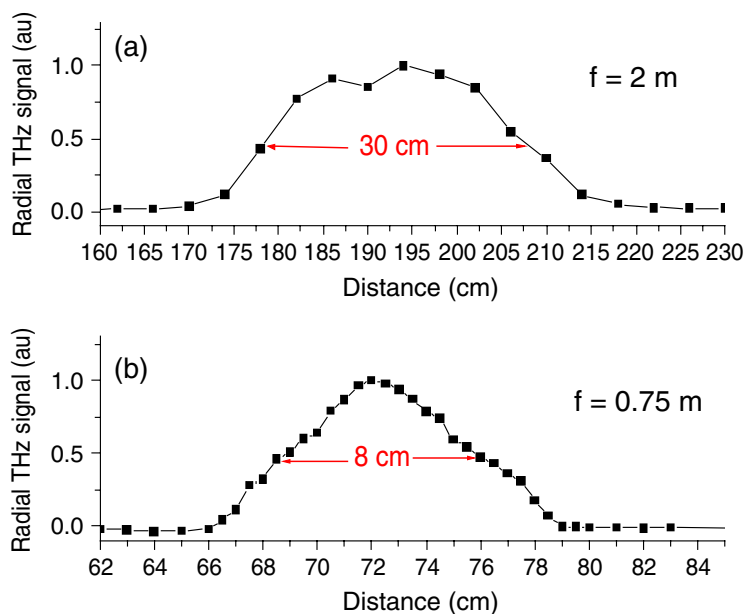 (a)
f = 2 m
30 cm
Radial THz signal (au)
1.0
0.5
0.0
160 165 170 175 180 185 190 195 200 205 210 215 220 225 230
Distance (cm)
(b)
f = 0.75 m
8 cm
Radial THz signal (au)
1.0
0.5
0.0
62 64 66 68 70 72 74 76 78 80 82 84
Distance (cm)